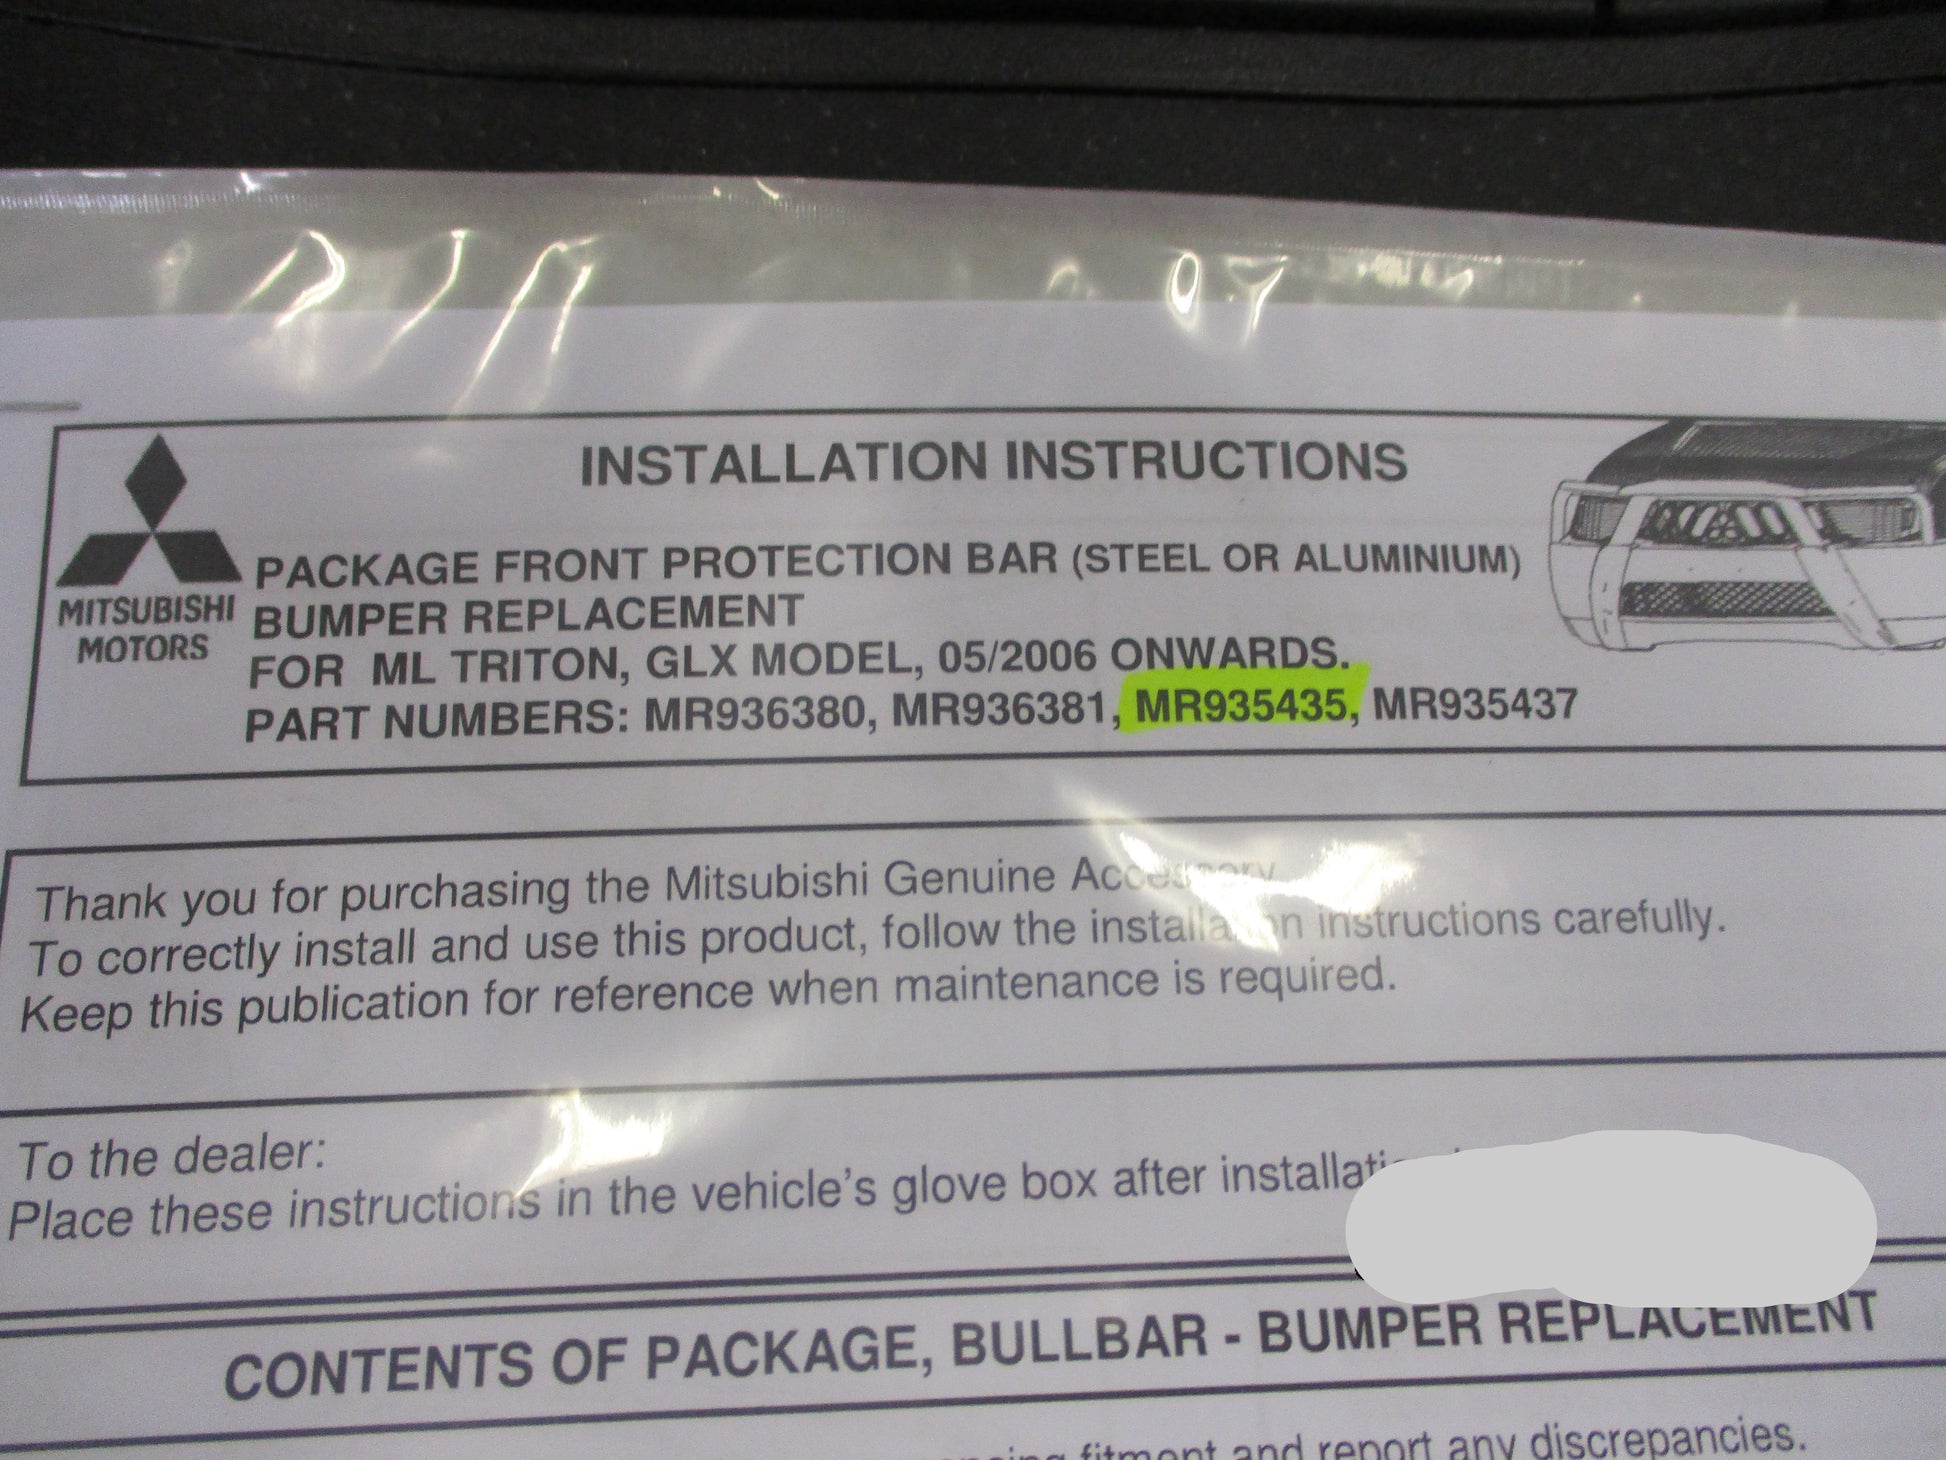 INSTALLATION INSTRUCTIONS
MITSUBISHI
MOTORS
PACKAGE FRONT PROTECTION BAR (STEEL OR ALUMINIUM)
BUMPER REPLACEMENT
FOR ML TRITON, GLX MODEL, 05/2006 ONWARDS.
PART NUMBERS: MR936380, MR936381, MR935435, MR935437
Thank you for purchasing the Mitsubishi Genuine Accessory
To correctly install and use this product, follow the installation instructions carefully.
Keep this publication for reference when maintenance is required.
To the dealer:
Place these instructions in the vehicle's glove box after
CONTENTS OF PACKAGE, BULLBAR - BUMPER REPLACEMENT
fitment and report any discrepancies.